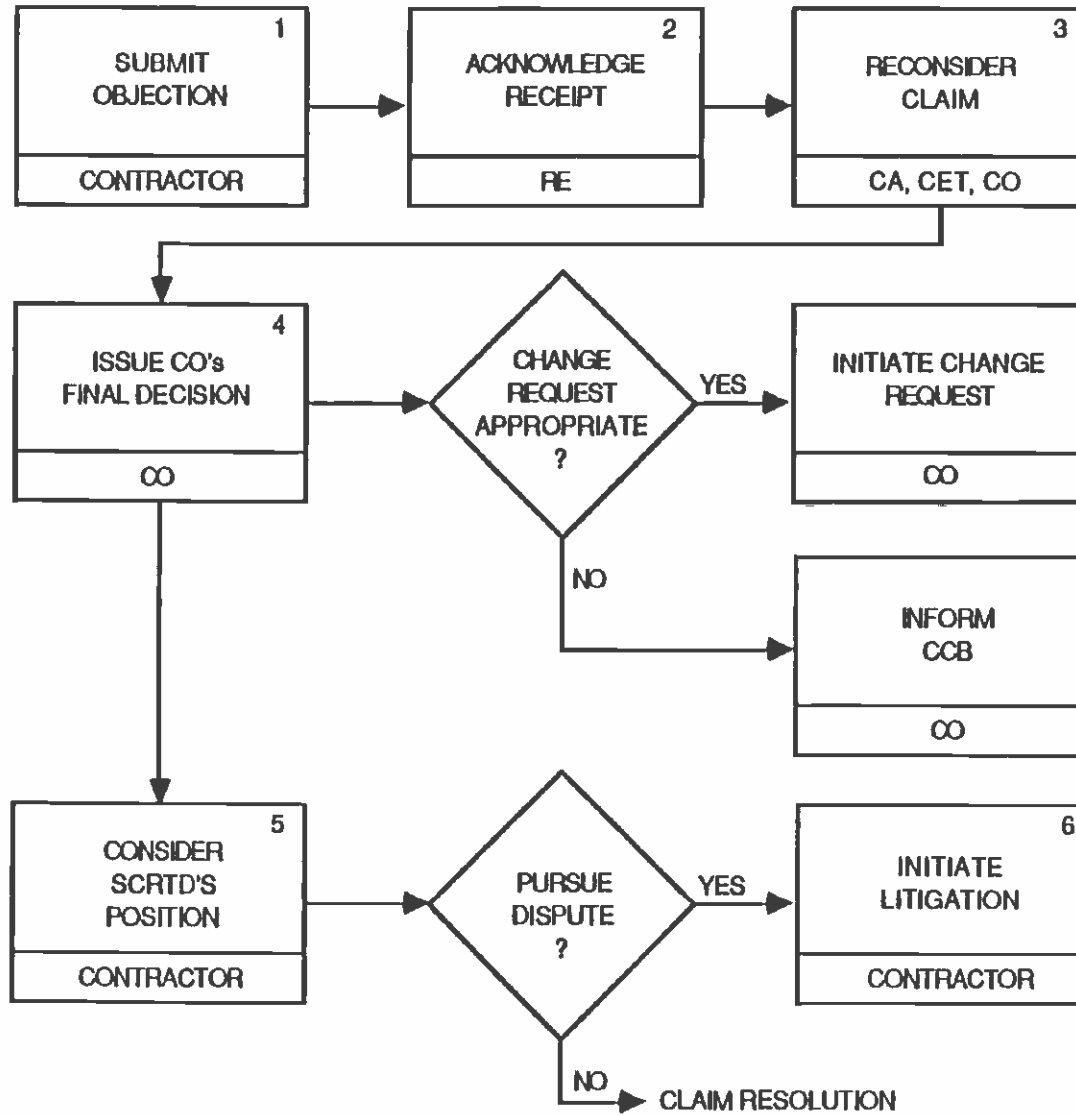 1
SUBMIT
OBJECTION
CONTRACTOR
2
ACKNOWLEDGE
RECEIPT
RE
3
RECONSIDER
CLAIM
CA, CET, CO
4
ISSUE CO's
FINAL DECISION
CO
CHANGE
REQUEST
APPROPRIATE
?
YES
INITIATE CHANGE
REQUEST
CO
NO
INFORM
CCB
CO
5
CONSIDER
SCRTD'S
POSITION
CONTRACTOR
PURSUE
DISPUTE
?
YES
6
INITIATE
LITIGATION
CONTRACTOR
NO
CLAIM RESOLUTION